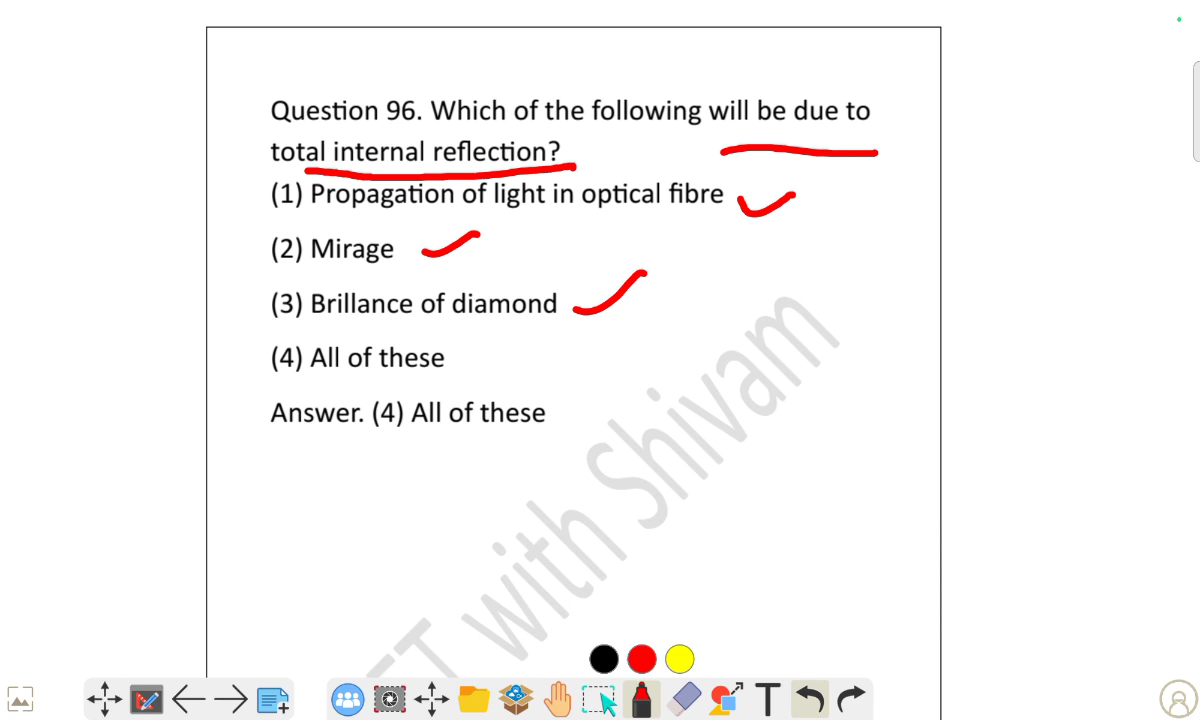 Question 96. Which of the following will be due to
total internal reflection?
(1) Propagation of light in optical fibre
(2) Mirage
(3) Brillance of diamond
(4) All of these
Answer. (4) All of these
with Shivam
T